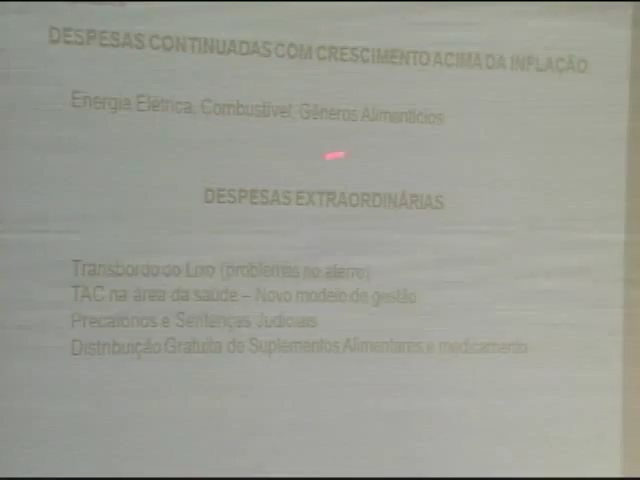 DESPESAS CONTINUADAS COM CRESCIMENTO ACIMA DA INFLAÇÃO
Energia Elétrica, Combustível, Gêneros Alimentícios
DESPESAS EXTRAORDINÁRIAS
Transbordo do Lixo (problemas no aterro)
TAC na área da saúde – Novo modelo de gestão
Precatórios e Sentenças Judiciais
Distribuição Gratuita de Suplementos Alimentares e medicamento